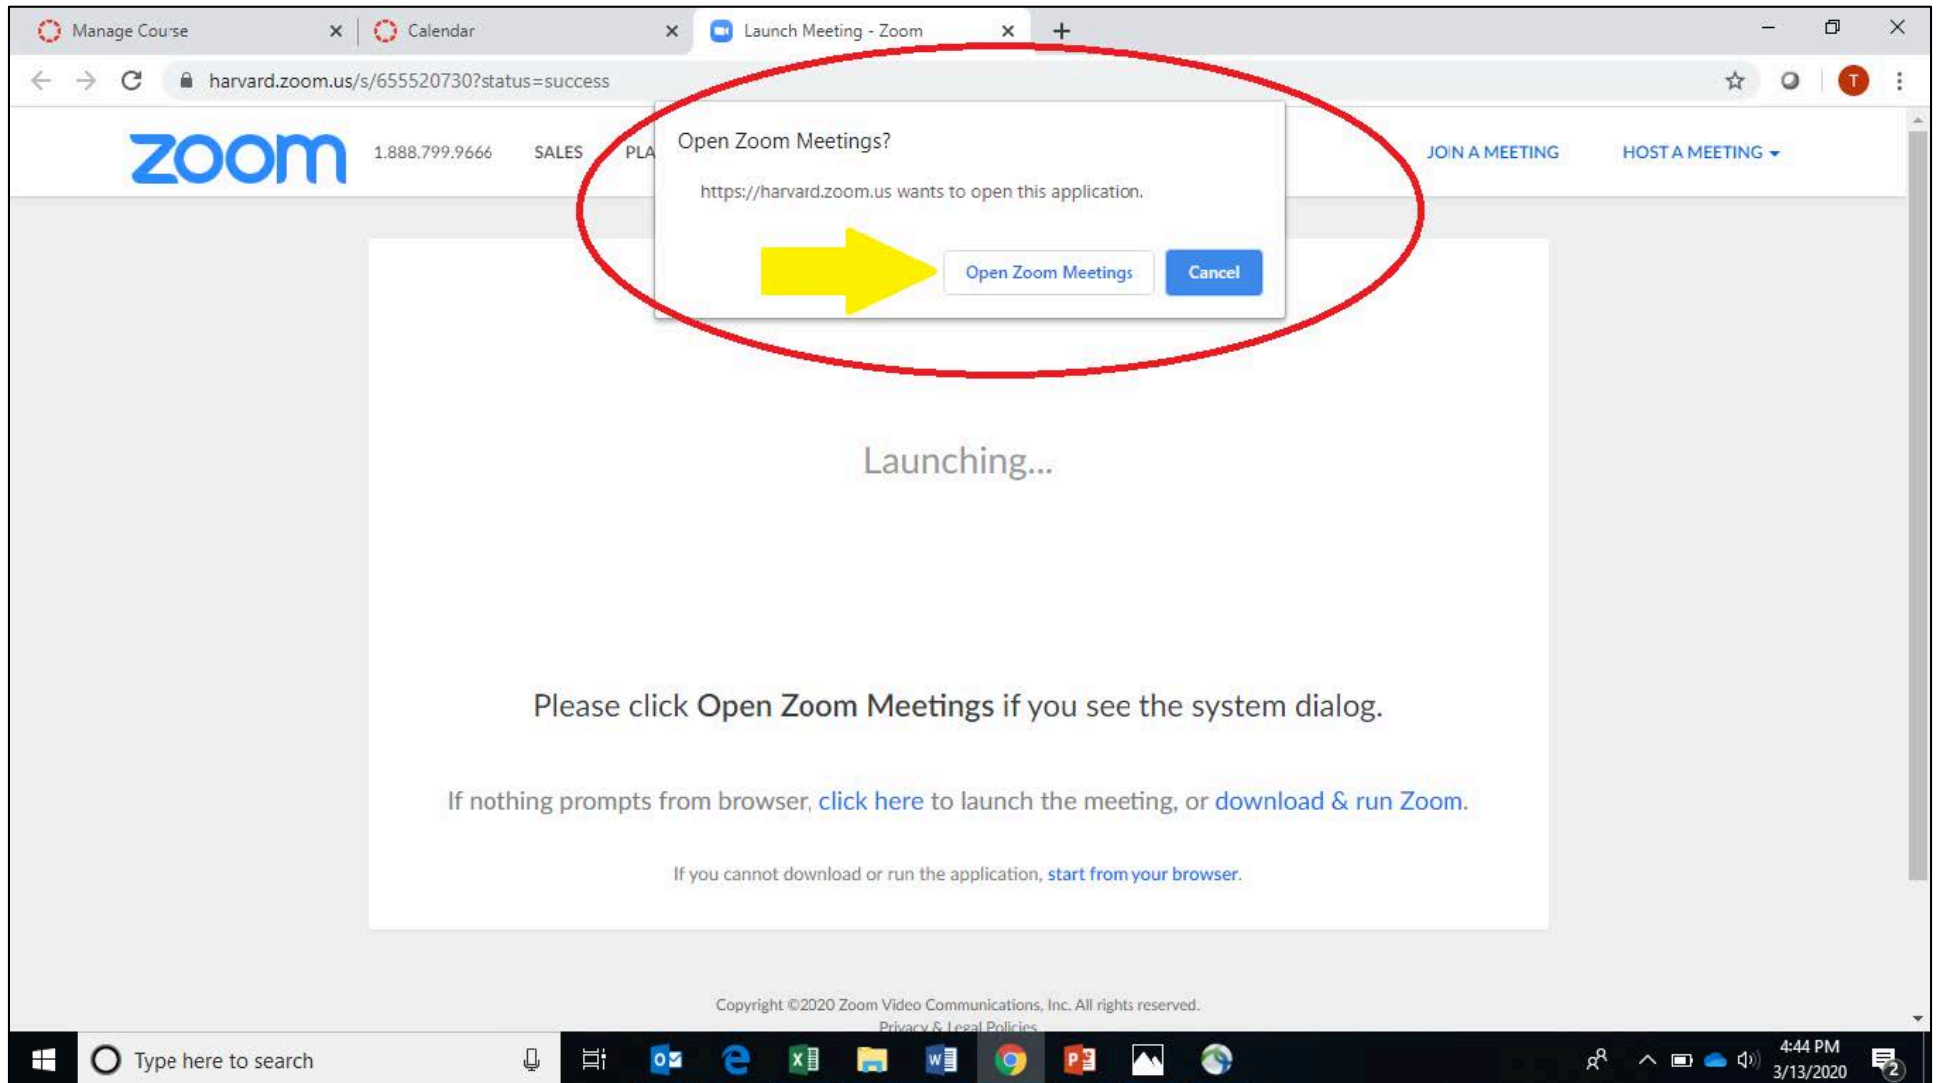 Manage Course
Calendar
Launch Meeting - Zoom
harvard.zoom.us/s/655520730?status=success
T
zoom
1.888.799.9666
SALES
PLA
JOIN A MEETING
HOST A MEETING
Open Zoom Meetings?
https://harvard.zoom.us wants to open this application.
Open Zoom Meetings
Cancel
Launching...
Please click Open Zoom Meetings if you see the system dialog.
If nothing prompts from browser, click here to launch the meeting, or download & run Zoom.
If you cannot download or run the application, start from your browser.
Copyright ©2020 Zoom Video Communications, Inc. All rights reserved.
Privacy & Legal Policies
Type here to search
4:44 PM
3/13/2020
2